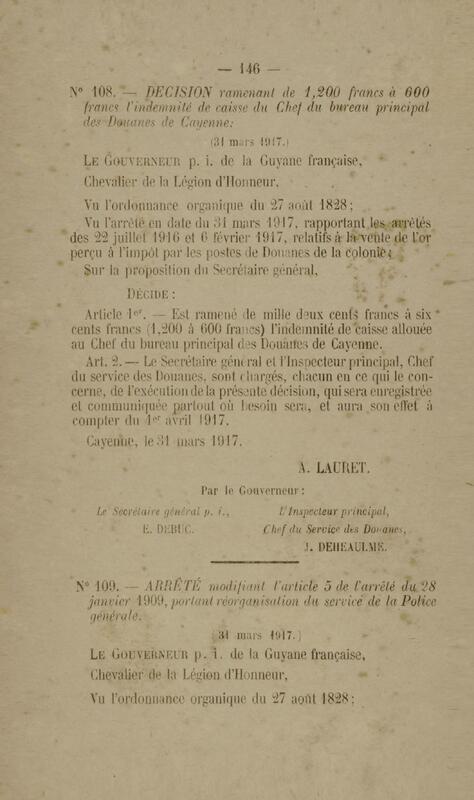 — 146 —
N° 108. — DECISION ramenant de 1,200 francs à 600
francs l'indemnité de caisse du Chef du bureau principal
des Douanes de Cayenne:
(31 mars 1917.)
LE GOUVERNEUR p. i. de la Guyane française,
Chevalier de la Légion d'Honneur,
Vu l'ordonnance organique du 27 août 1828;
Vu l'arrêté en date du 31 mars 1917, rapportant les arrêtés
des 22 juillet 1916 et 6 février 1917, relatifs à la vente de l'or
perçu à l'impôt par les postes de Douanes de la colonie;
Sur la proposition du Secrétaire général,
DÉCIDE :
Article 1er. — Est ramené de mille deux cents francs à six
cents francs (1,200 à 600 francs) l'indemnité de caisse allouée
au Chef du bureau principal des Douanes de Cayenne.
Art. 2. — Le Secrétaire général et l'Inspecteur principal, Chef
du service des Douanes, sont chargés, chacun en ce qui le con-
cerne, de l'exécution de la présente décision, qui sera enregistrée
et communiquée partout où besoin sera, et aura son effet à
compter du 1er avril 1917.
Cayenne, le 31 mars 1917.
A. LAURET.
Par le Gouverneur :
Le Secrétaire général p. i., L'Inspecteur principal,
E. DEBUC. Chef du Service des Douanes,
J. DEHEAULME.
N° 109. — ARRÊTÉ modifiant l'article 5 de l'arrêté du 28
janvier 1909, portant réorganisation du service de la Police
générale.
(31 mars 1917.)
LE GOUVERNEUR p. i. de la Guyane française,
Chevalier de la Légion d'Honneur,
Vu l'ordonnance organique du 27 août 1828;